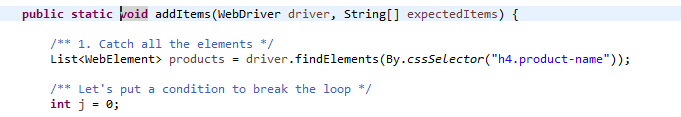 public static void addItems(WebDriver driver, String[] expectedItems) {
/** 1. Catch all the elements */
List<WebElement> products = driver.findElements(By.cssSelector("h4.product-name"));
/** Let's put a condition to break the loop */
int j = 0;